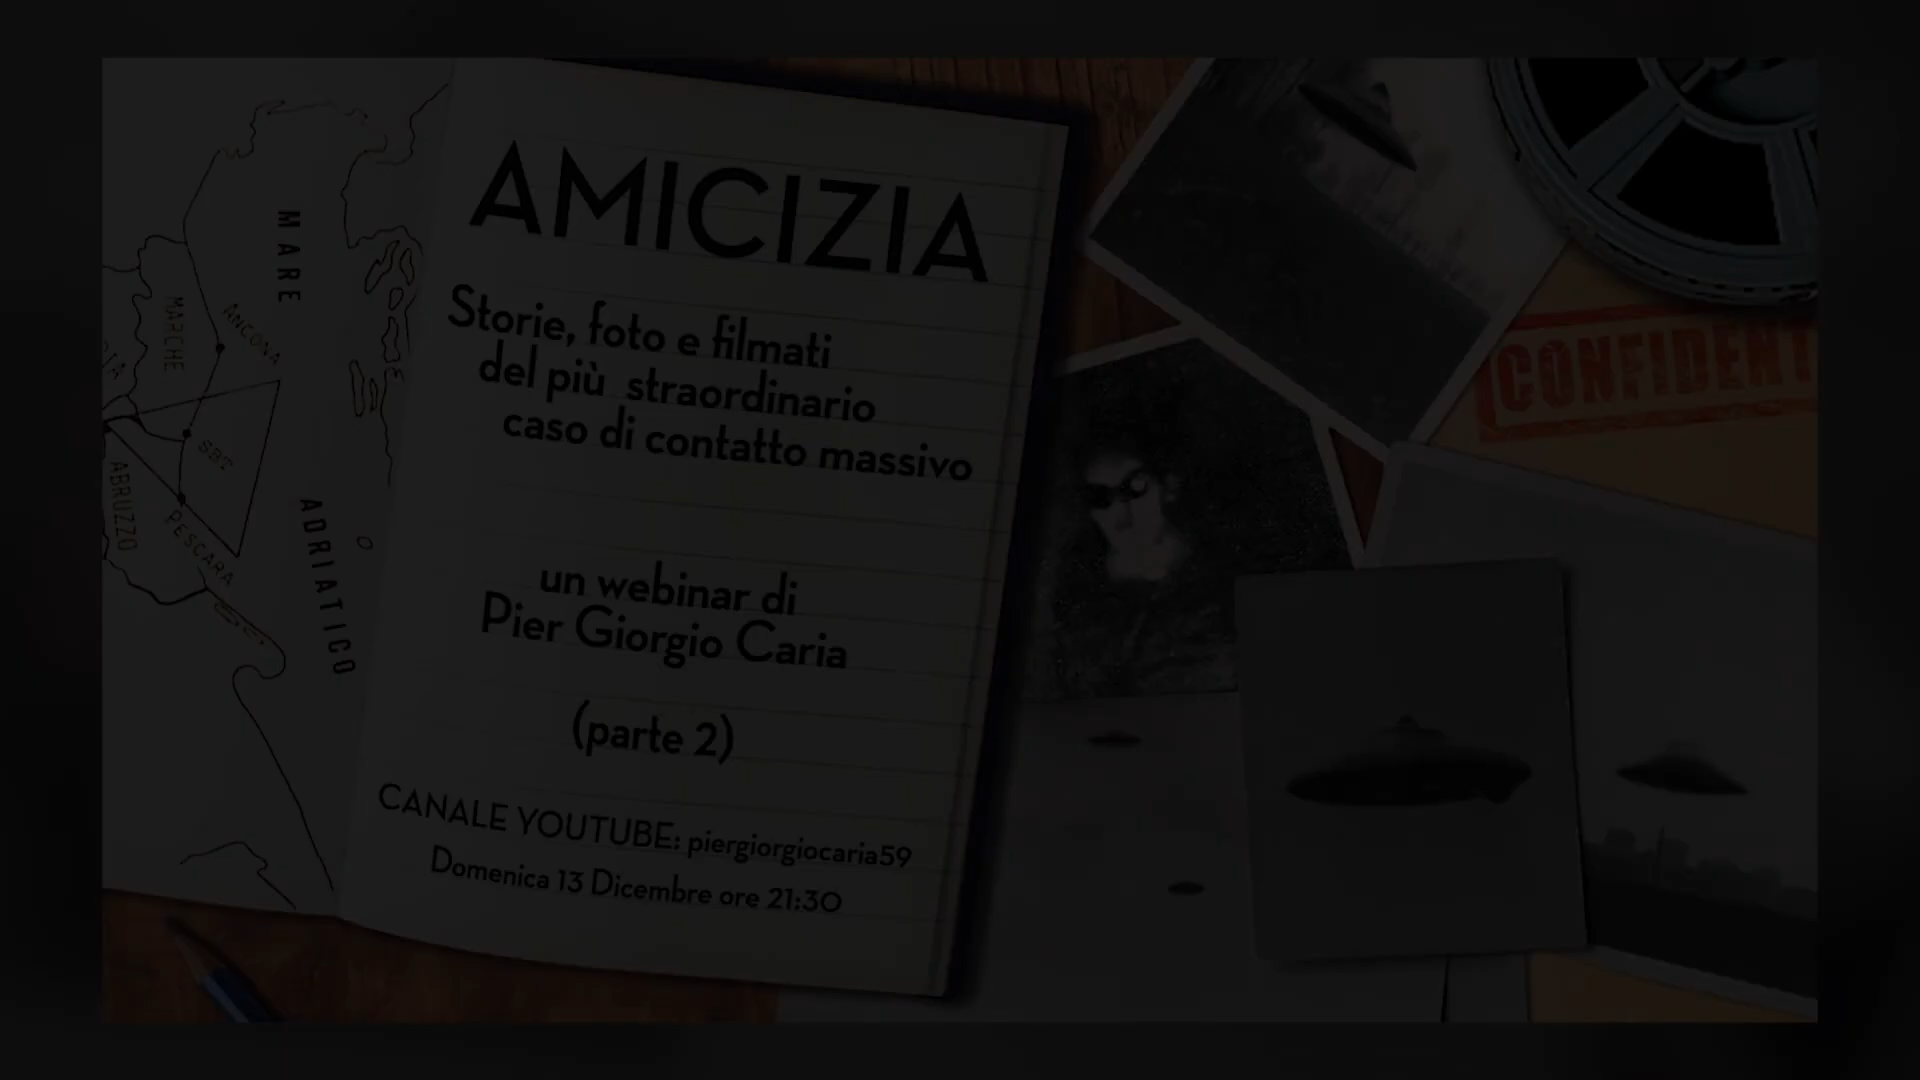 AMICIZIA
Storie, foto e filmati
del più straordinario
caso di contatto massivo
un webinar di
Pier Giorgio Caria
(parte 2)
CANALE YOUTUBE: piergiorgiocaria59
Domenica 13 Dicembre ore 21:30
MARE
ADRIATICO
MARCHE
ANCONA
SBT
ABRUZZO
PESCARA
CONFIDENT